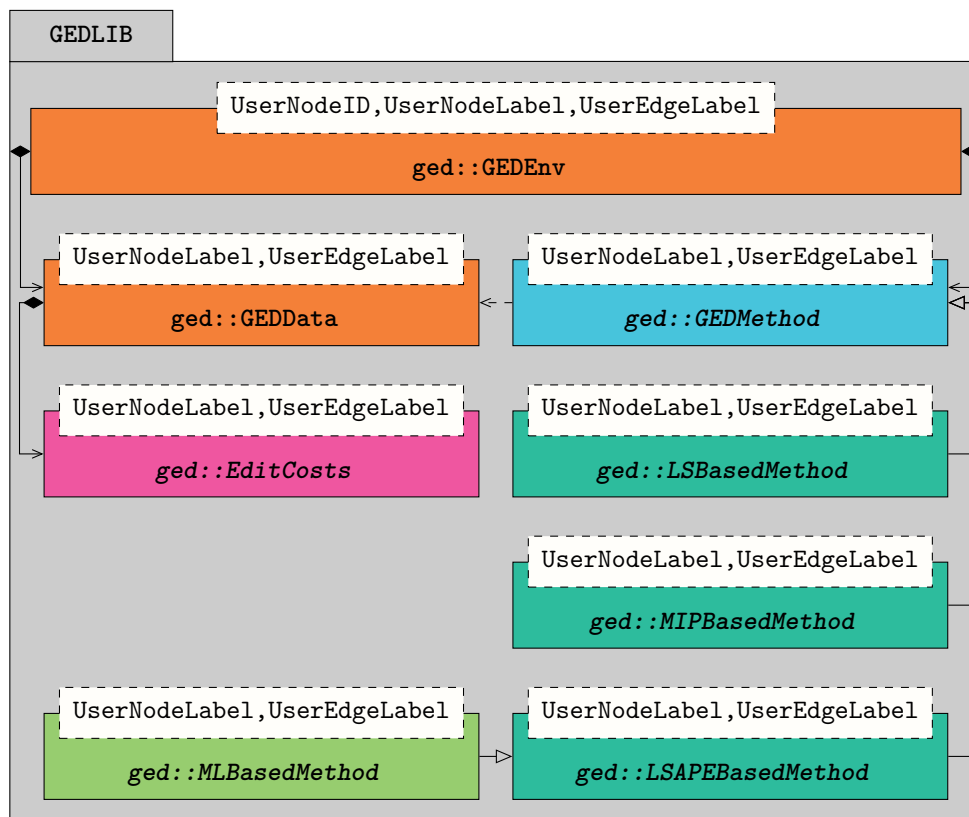 GEDLIB
UserNodeID,UserNodeLabel,UserEdgeLabel
ged::GEDEnv
UserNodeLabel,UserEdgeLabel
ged::GEDData
UserNodeLabel,UserEdgeLabel
ged::GEDMethod
UserNodeLabel,UserEdgeLabel
ged::EditCosts
UserNodeLabel,UserEdgeLabel
ged::LSBasedMethod
UserNodeLabel,UserEdgeLabel
ged::MIPBasedMethod
UserNodeLabel,UserEdgeLabel
ged::MLBasedMethod
UserNodeLabel,UserEdgeLabel
ged::LSAPEBasedMethod